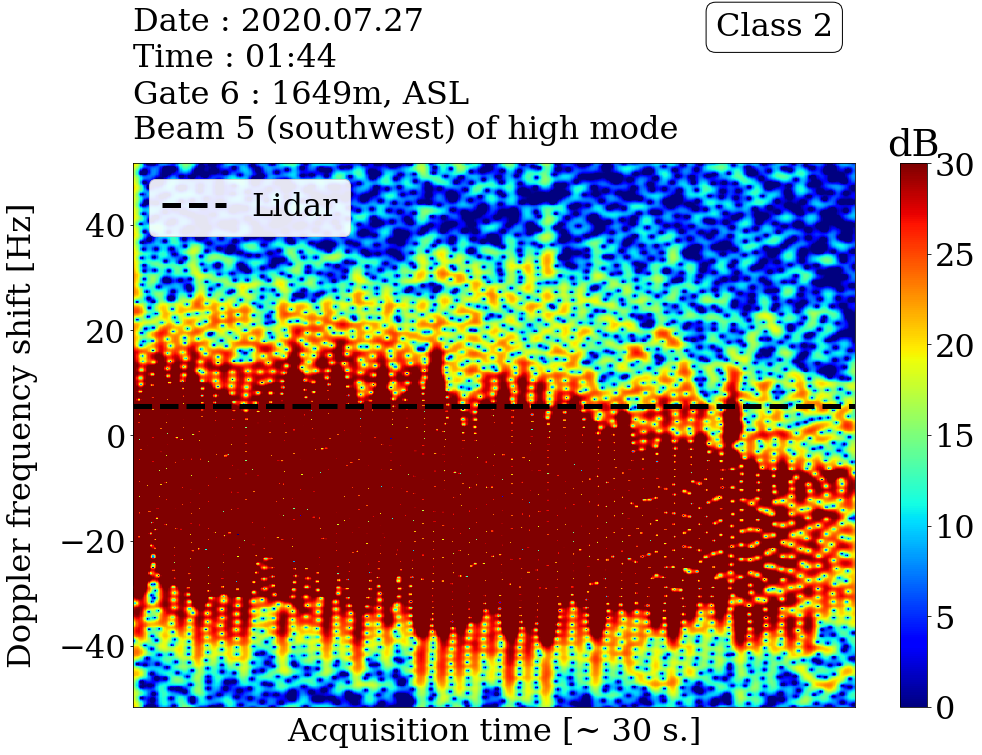 Date : 2020.07.27
Time : 01:44
Gate 6 : 1649m, ASL
Beam 5 (southwest) of high mode
Class 2
dB
Lidar
Doppler frequency shift [Hz]
40
20
0
−20
−40
30
25
20
15
10
5
0
Acquisition time [~ 30 s.]